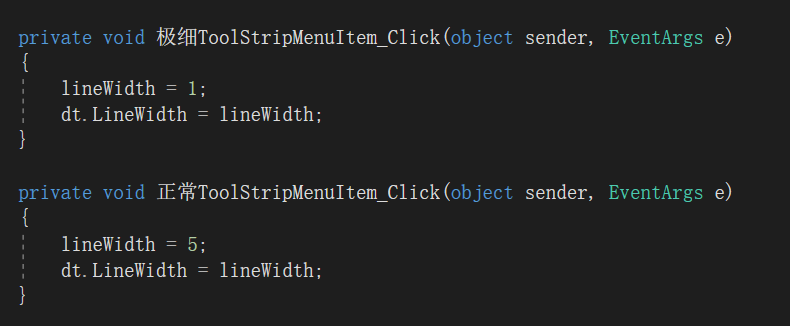 private void 极细ToolStripMenuItem_Click(object sender, EventArgs e)
{
lineWidth = 1;
dt.LineWidth = lineWidth;
}
private void 正常ToolStripMenuItem_Click(object sender, EventArgs e)
{
lineWidth = 5;
dt.LineWidth = lineWidth;
}